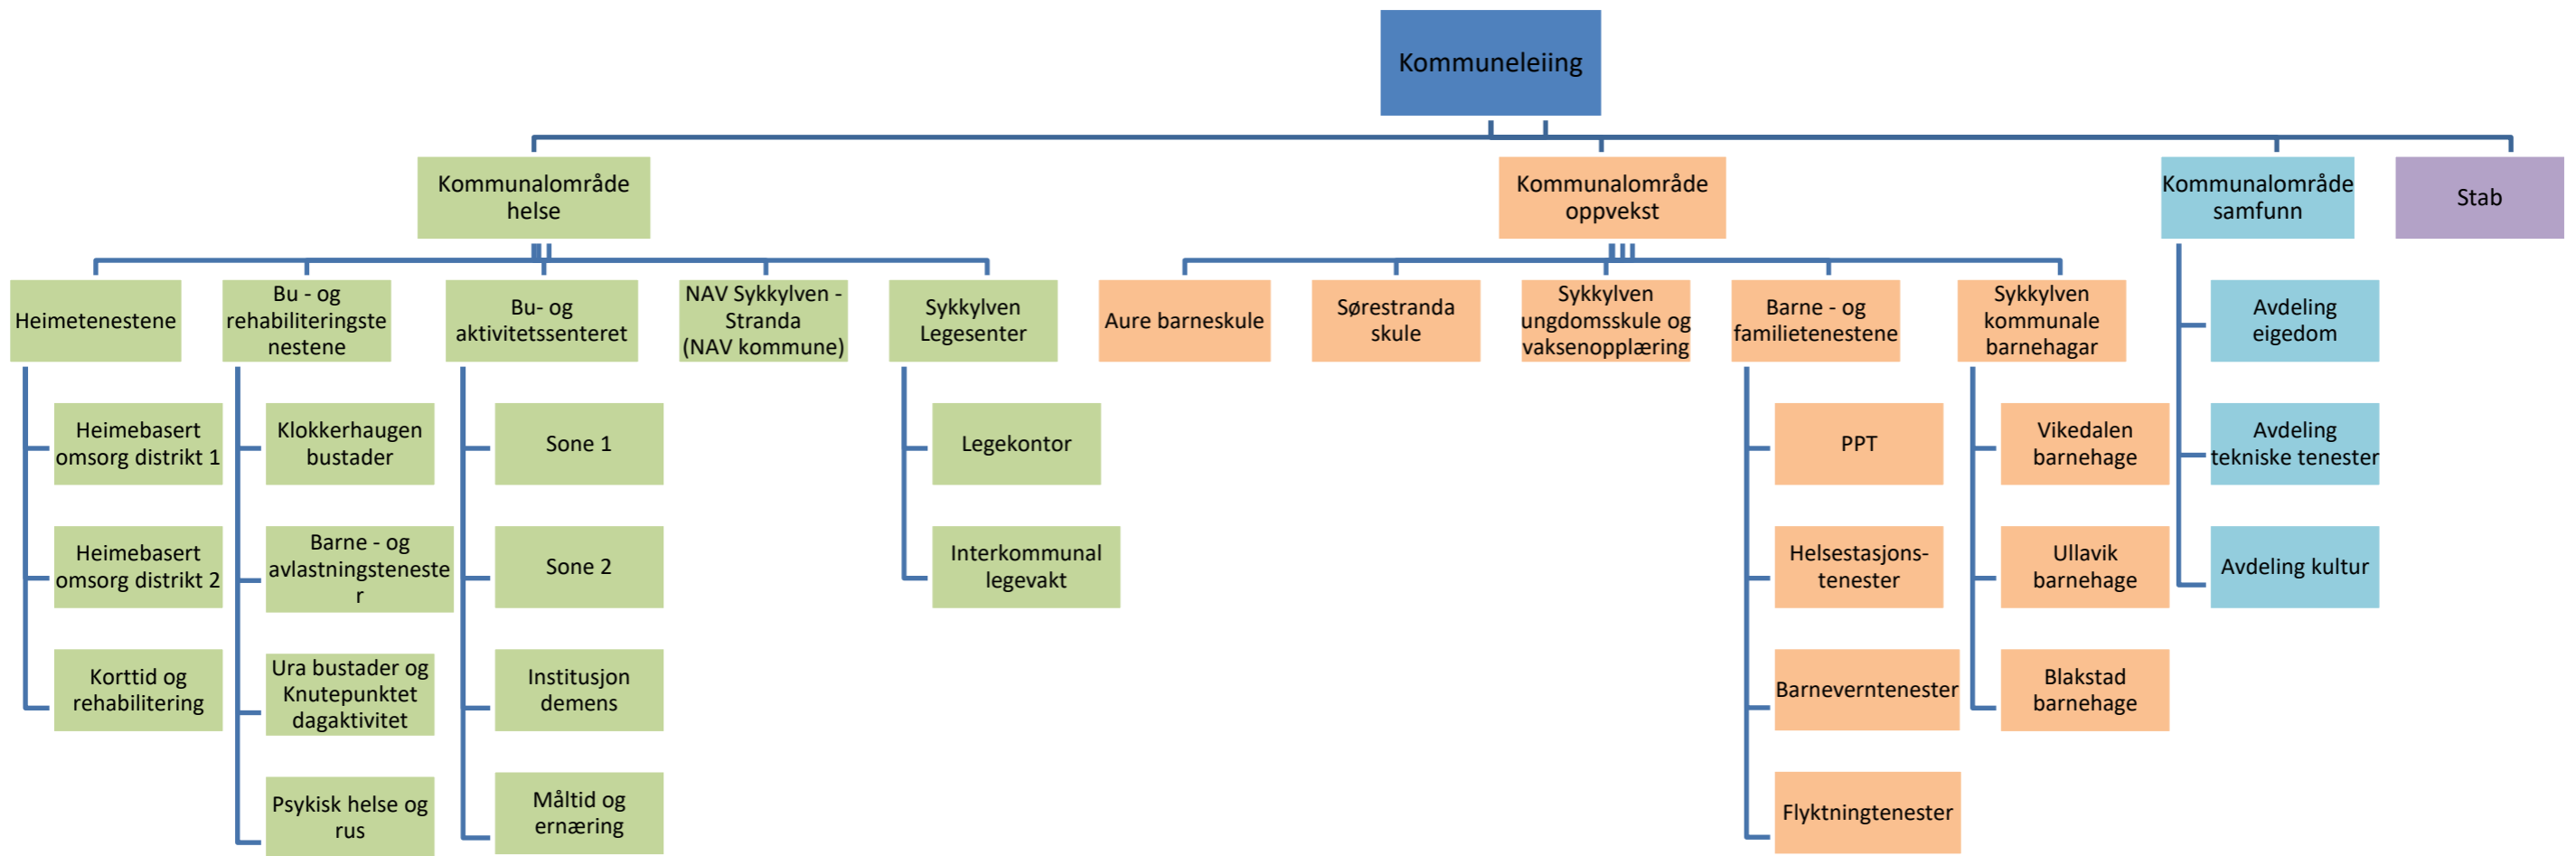 Kommuneleiing
Kommunalområde
helse
Kommunalområde
oppvekst
Kommunalområde
samfunn
Stab
Heimetenestene
Bu - og
rehabiliteringste
nestene
Bu- og
aktivitetssenteret
NAV Sykkylven -
Stranda
(NAV kommune)
Sykkylven
Legesenter
Aure barneskule
Sørestranda
skule
Sykkylven
ungdomsskule og
vaksenopplæring
Barne - og
familietenestene
Sykkylven
kommunale
barnehagar
Avdeling
eigedom
Heimebasert
omsorg distrikt 1
Klokkerhaugen
bustader
Sone 1
Legekontor
PPT
Vikedalen
barnehage
Avdeling
tekniske tenester
Heimebasert
omsorg distrikt 2
Barne - og
avlastningsteneste
r
Sone 2
Interkommunal
legevakt
Helsestasjons-
tenester
Ullavik
barnehage
Avdeling kultur
Korttid og
rehabilitering
Ura bustader og
Knutepunktet
dagaktivitet
Institusjon
demens
Barneverntenester
Blakstad
barnehage
Psykisk helse og
rus
Måltid og
ernæring
Flyktningtenester